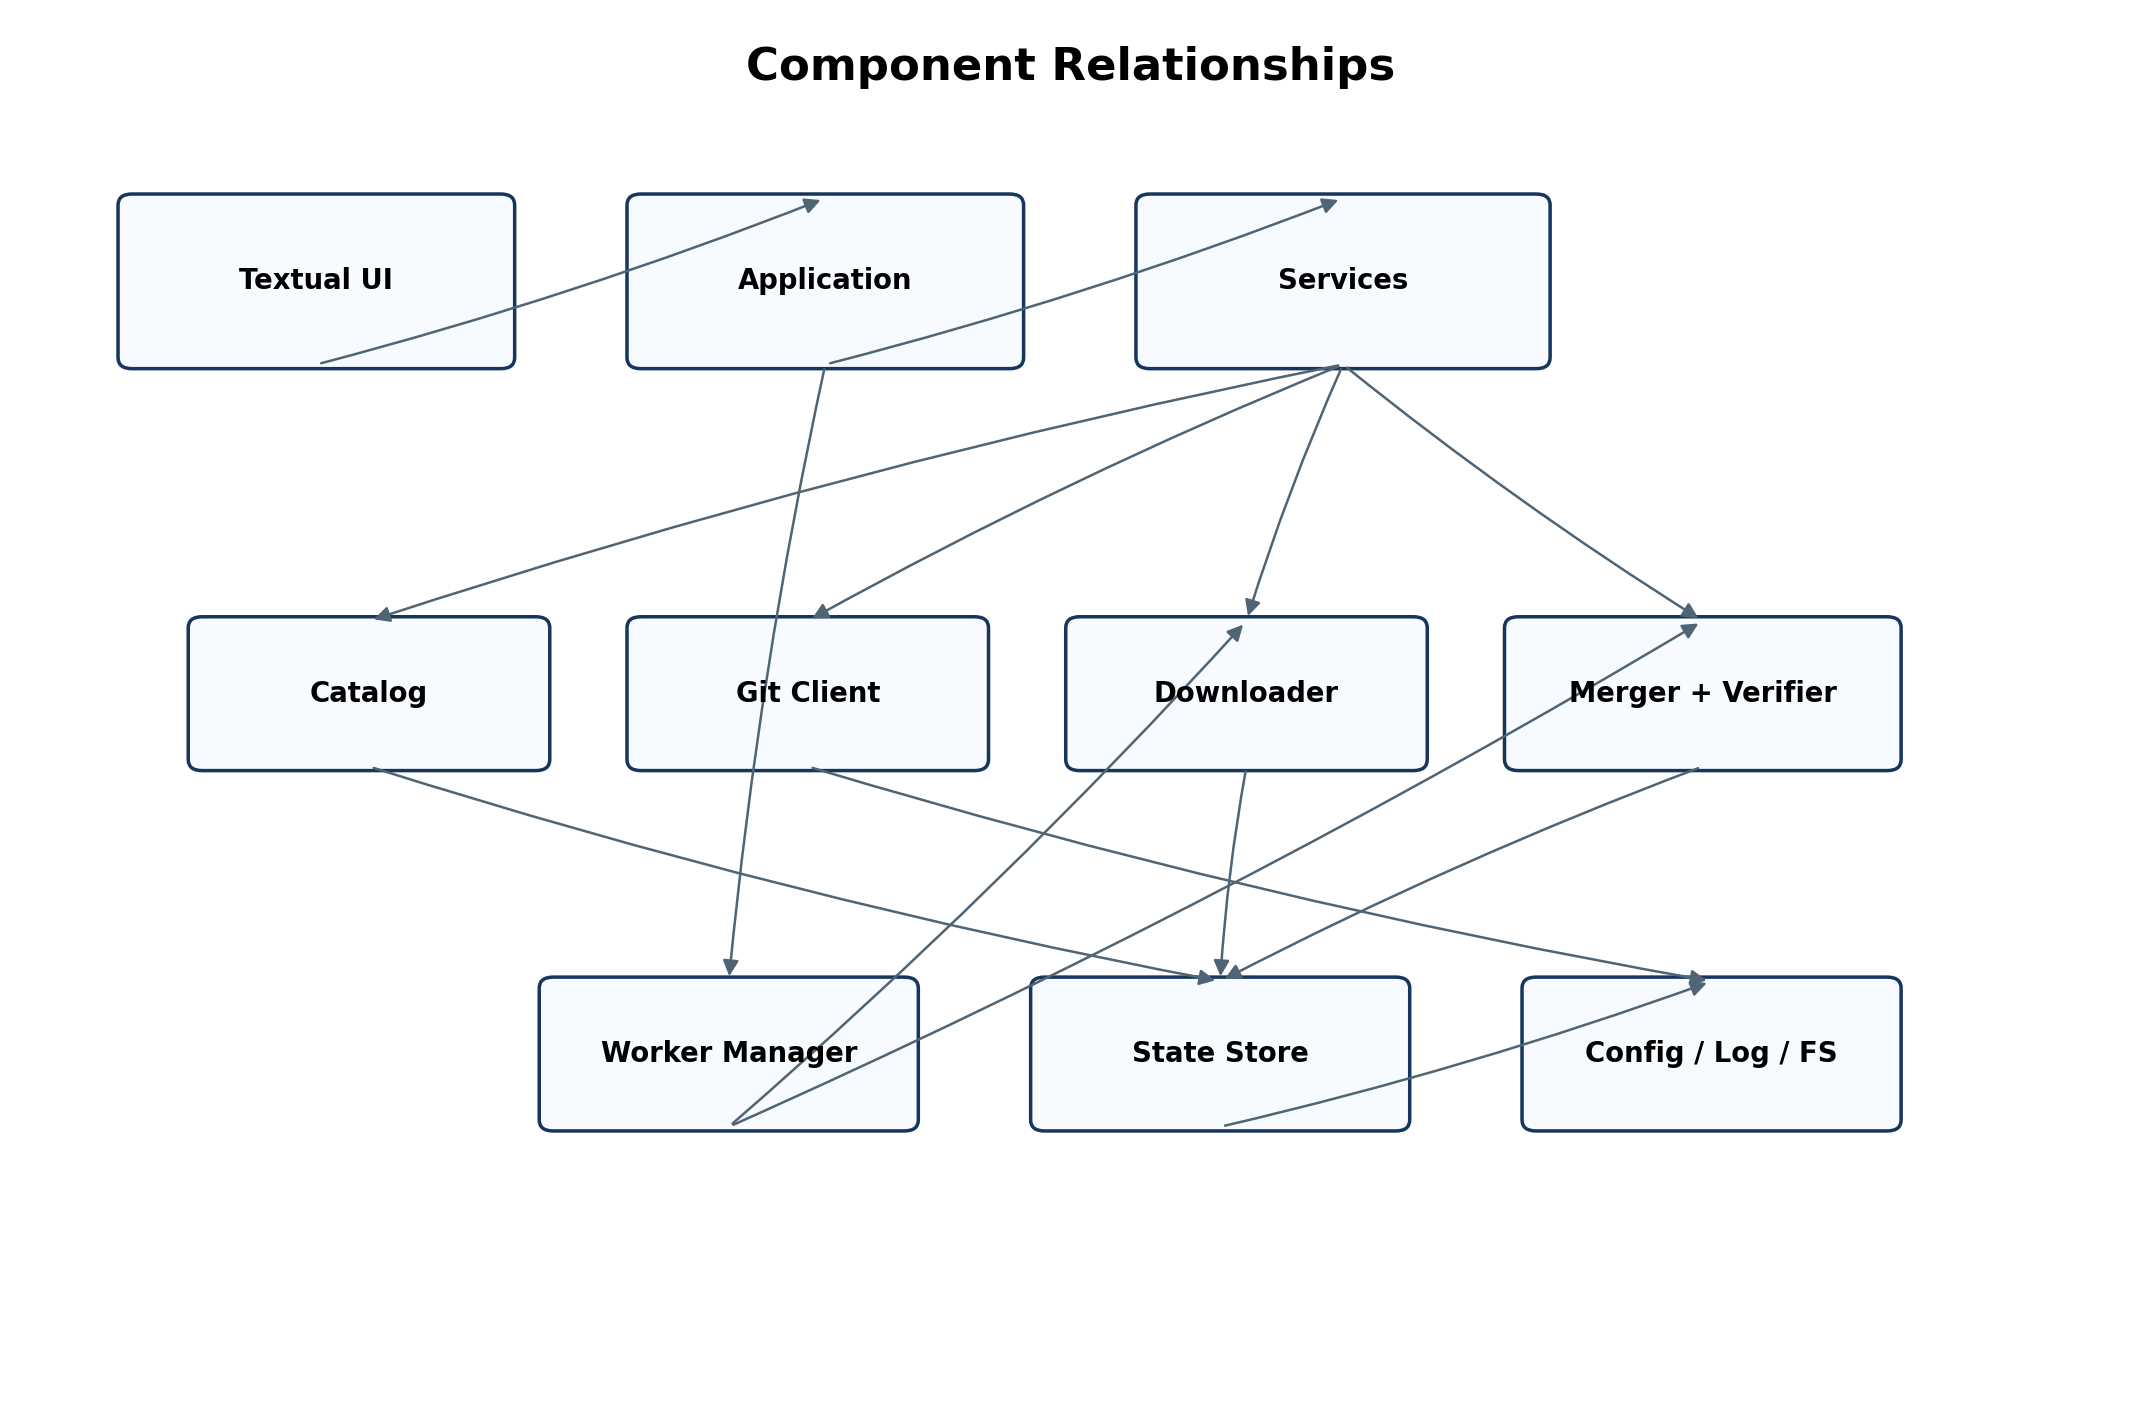 Component Relationships
Textual UI
Application
Services
Catalog
Git Client
Downloader
Merger + Verifier
Worker Manager
State Store
Config / Log / FS